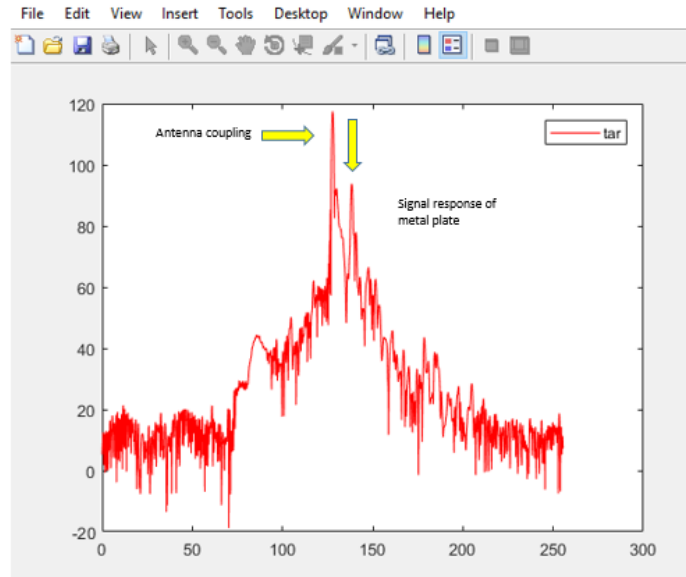 File Edit View Insert Tools Desktop Window Help
120
Antenna coupling
tar
100
Signal response of
metal plate
80
60
40
20
0
-20
0 50 100 150 200 250 300